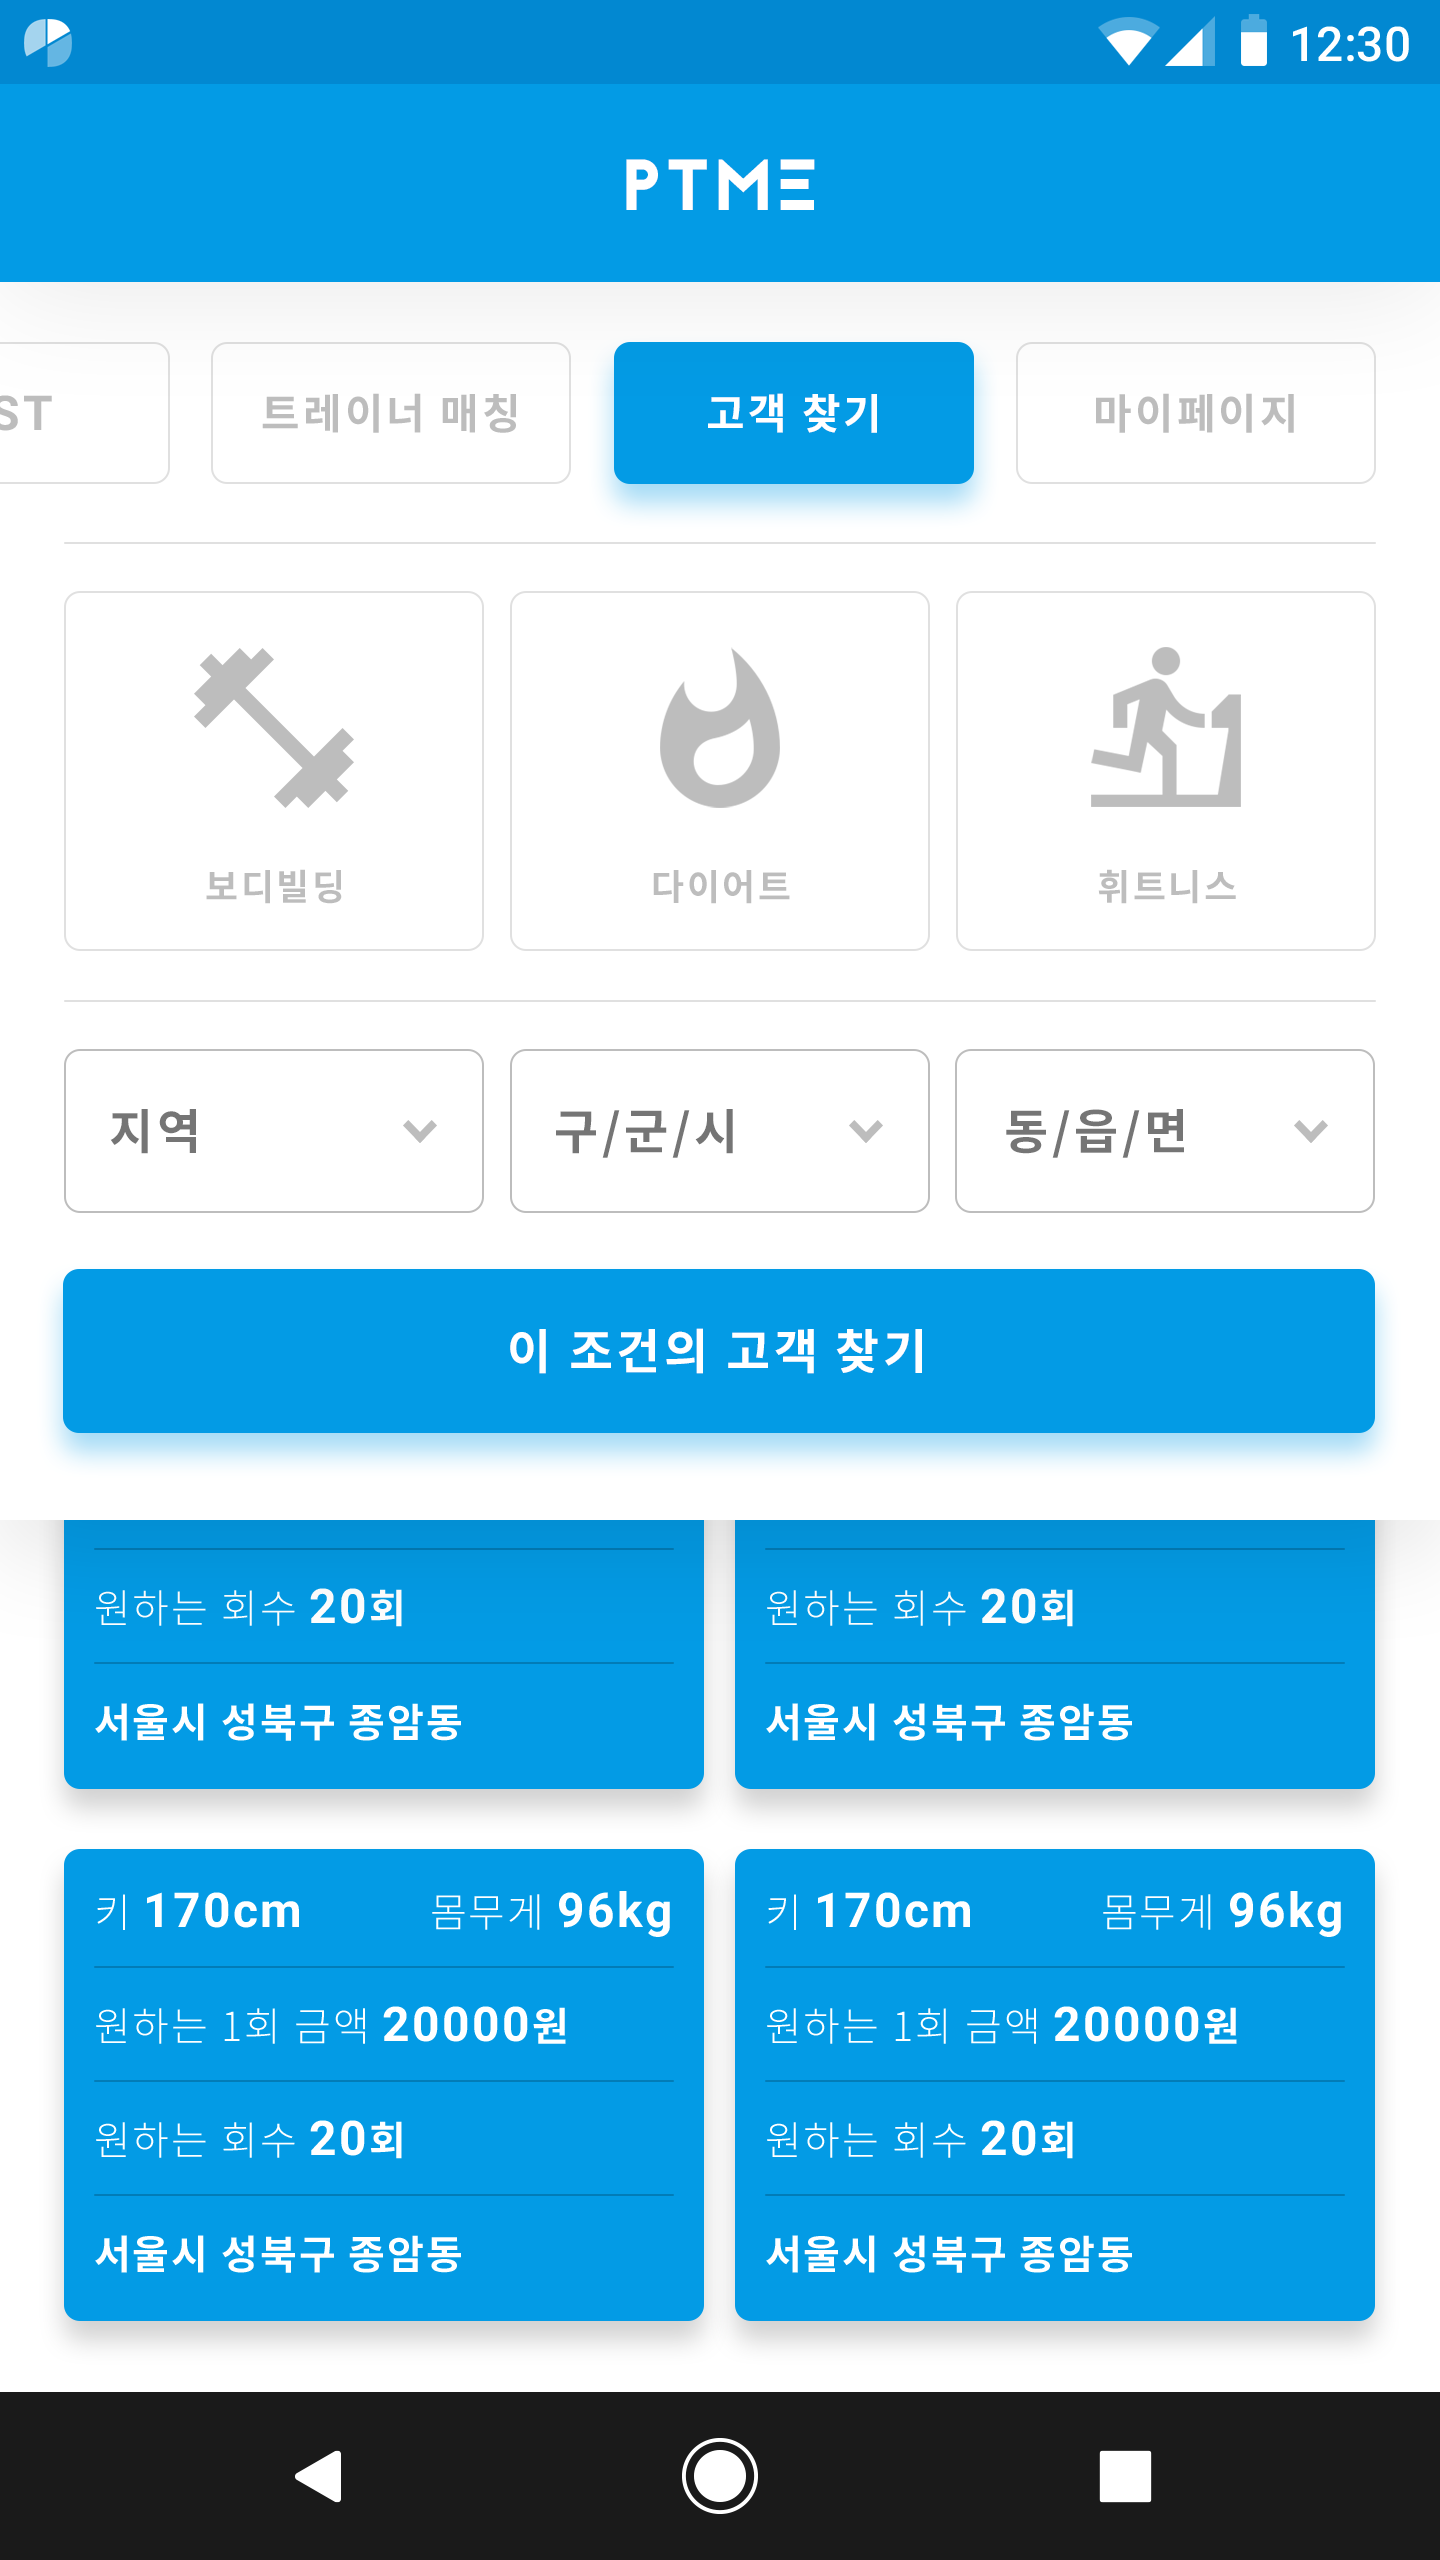 12:30
PTME
ST 트레이너 매칭 고객 찾기 마이페이지
보디빌딩 다이어트 휘트니스
지역 구/군/시 동/읍/면
이 조건의 고객 찾기
원하는 회수 20회
서울시 성북구 종암동
원하는 회수 20회
서울시 성북구 종암동
키 170cm 몸무게 96kg
원하는 1회 금액 20000원
원하는 회수 20회
서울시 성북구 종암동
키 170cm 몸무게 96kg
원하는 1회 금액 20000원
원하는 회수 20회
서울시 성북구 종암동